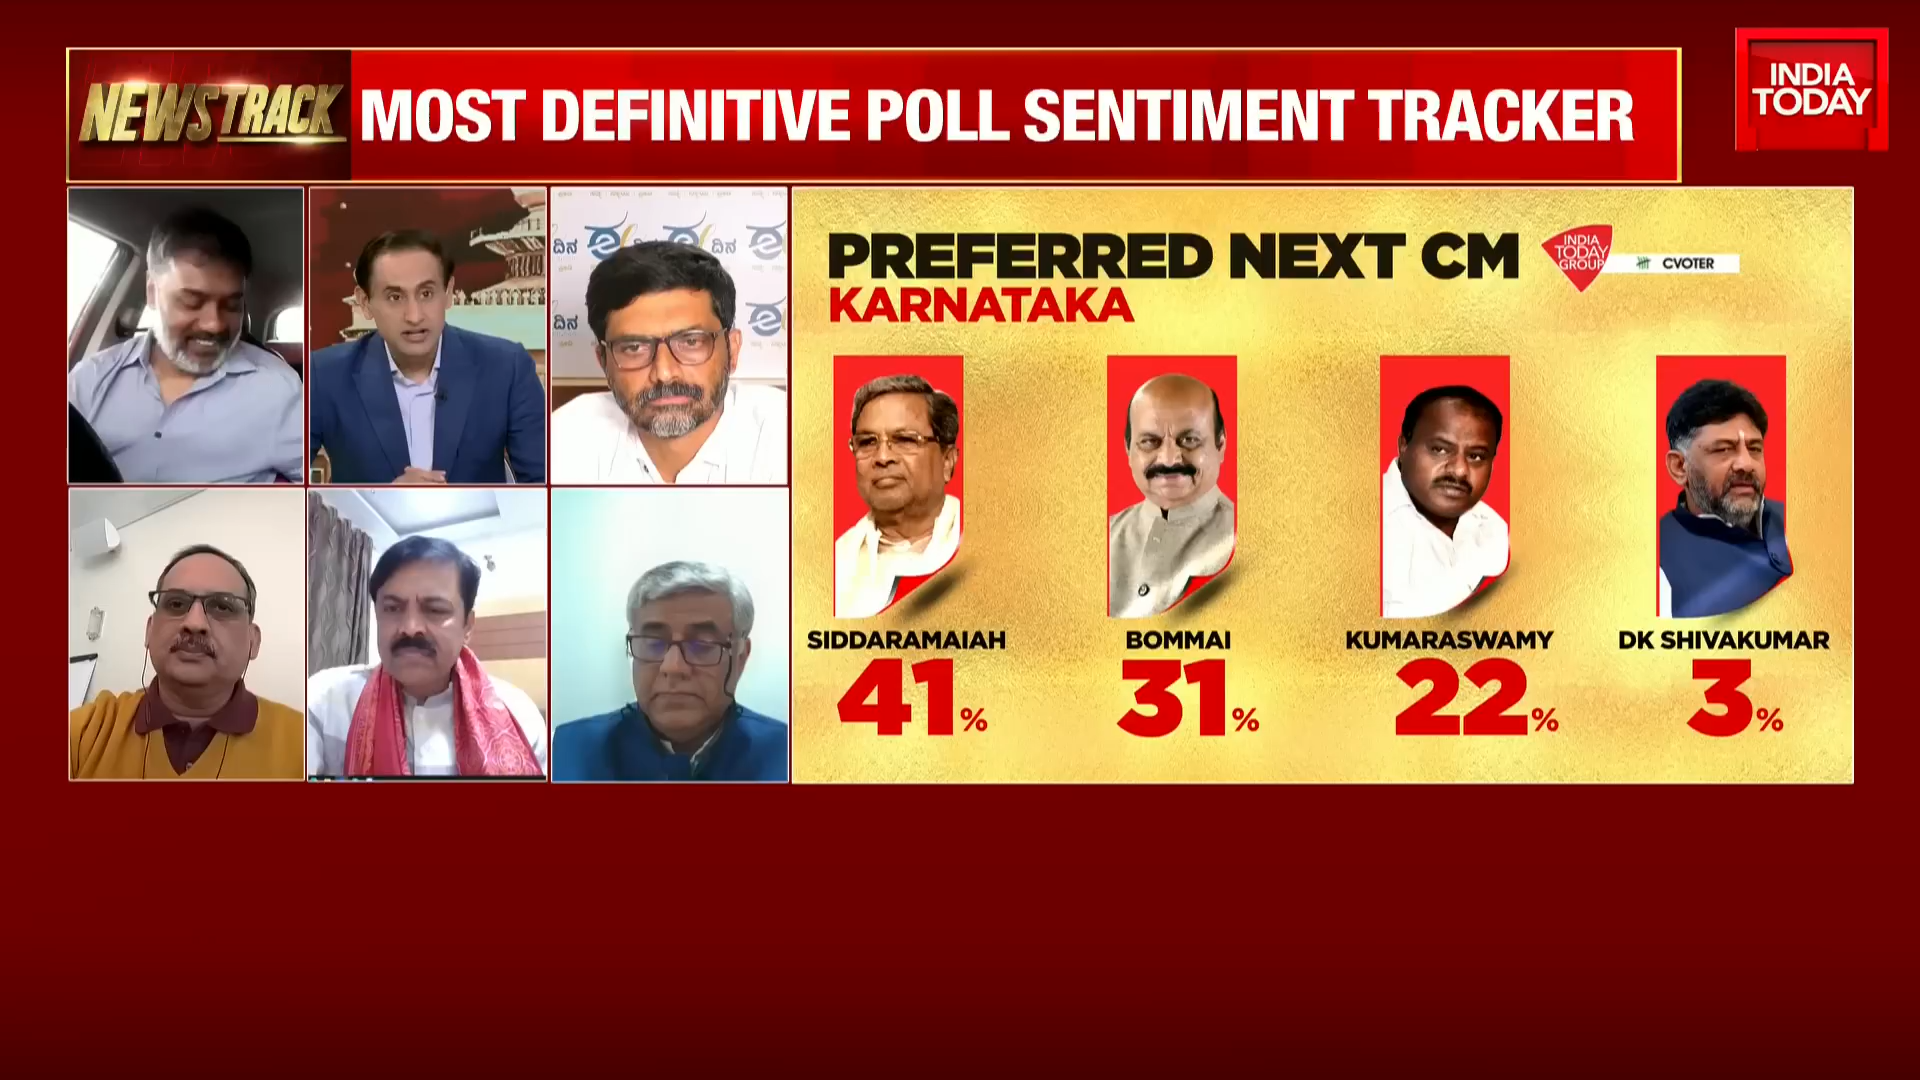 NEWSTRACK
MOST DEFINITIVE POLL SENTIMENT TRACKER
INDIA
TODAY
ದಿನ
ದಿನ
ದಿನ
PREFERRED NEXT CM
KARNATAKA
INDIA
TODAY
GROUP
CVOTER
SIDDARAMAIAH
41%
BOMMAI
31%
KUMARASWAMY
22%
DK SHIVAKUMAR
3%